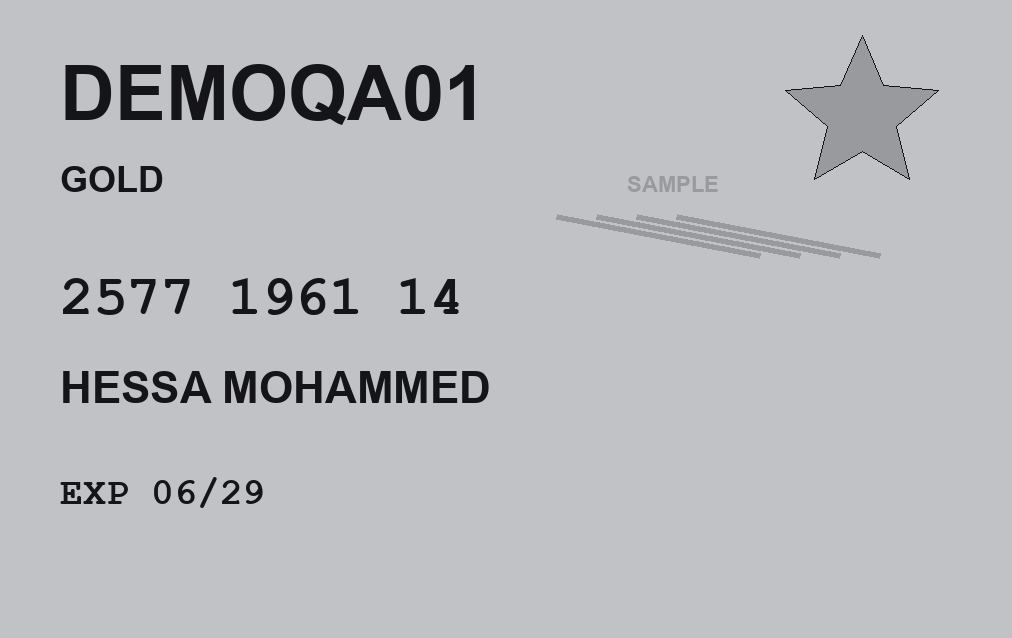 DEMOQA01
GOLD
SAMPLE
2577 1961 14
HESSA MOHAMMED
EXP 06/29